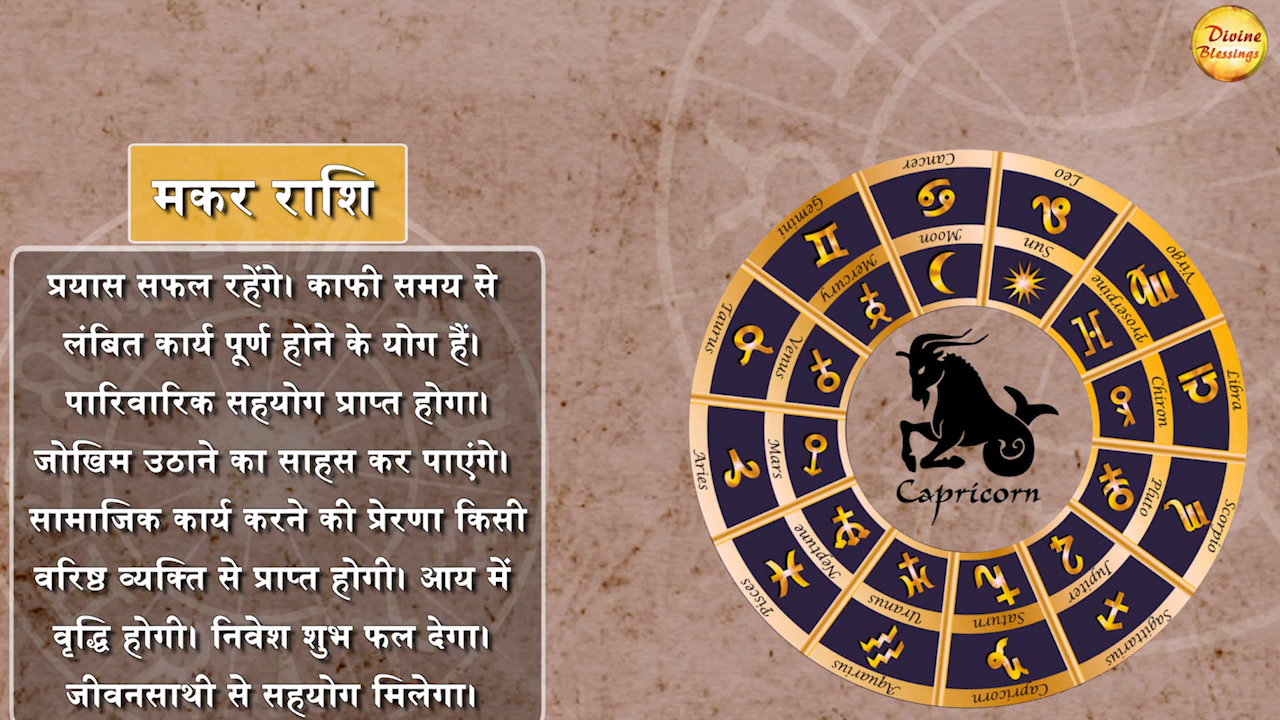 Divine
Blessings
मकर राशि
प्रयास सफल रहेंगे। काफी समय से
लंबित कार्य पूर्ण होने के योग हैं।
पारिवारिक सहयोग प्राप्त होगा।
जोखिम उठाने का साहस कर पाएंगे।
सामाजिक कार्य करने की प्रेरणा किसी
वरिष्ठ व्यक्ति से प्राप्त होगी। आय में
वृद्धि होगी। निवेश शुभ फल देगा।
जीवनसाथी से सहयोग मिलेगा।
Cancer
Leo
Virgo
Libra
Scorpio
Sagittarius
Capricorn
Aquarius
Pisces
Aries
Taurus
Gemini
Moon
Sun
Proserpine
Chiron
Pluto
Jupiter
Saturn
Uranus
Neptune
Mars
Venus
Mercury
Capricorn